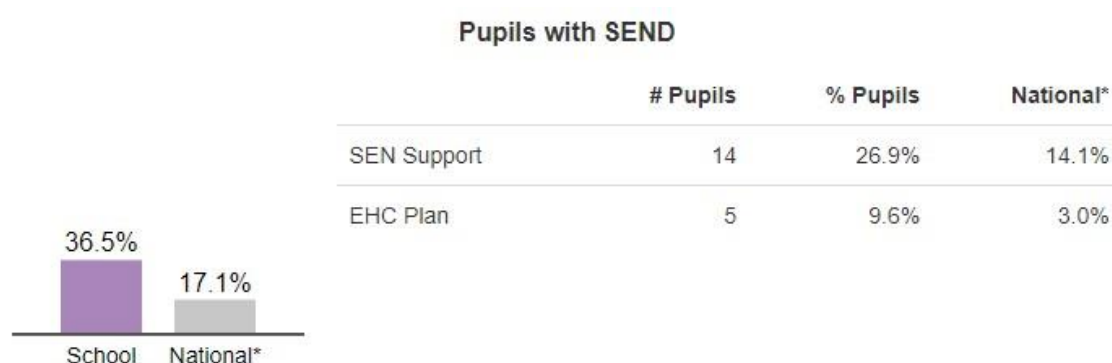 Pupils with SEND
# Pupils % Pupils National*
SEN Support 14 26.9% 14.1%
EHC Plan 5 9.6% 3.0%
36.5%
17.1%
School National*